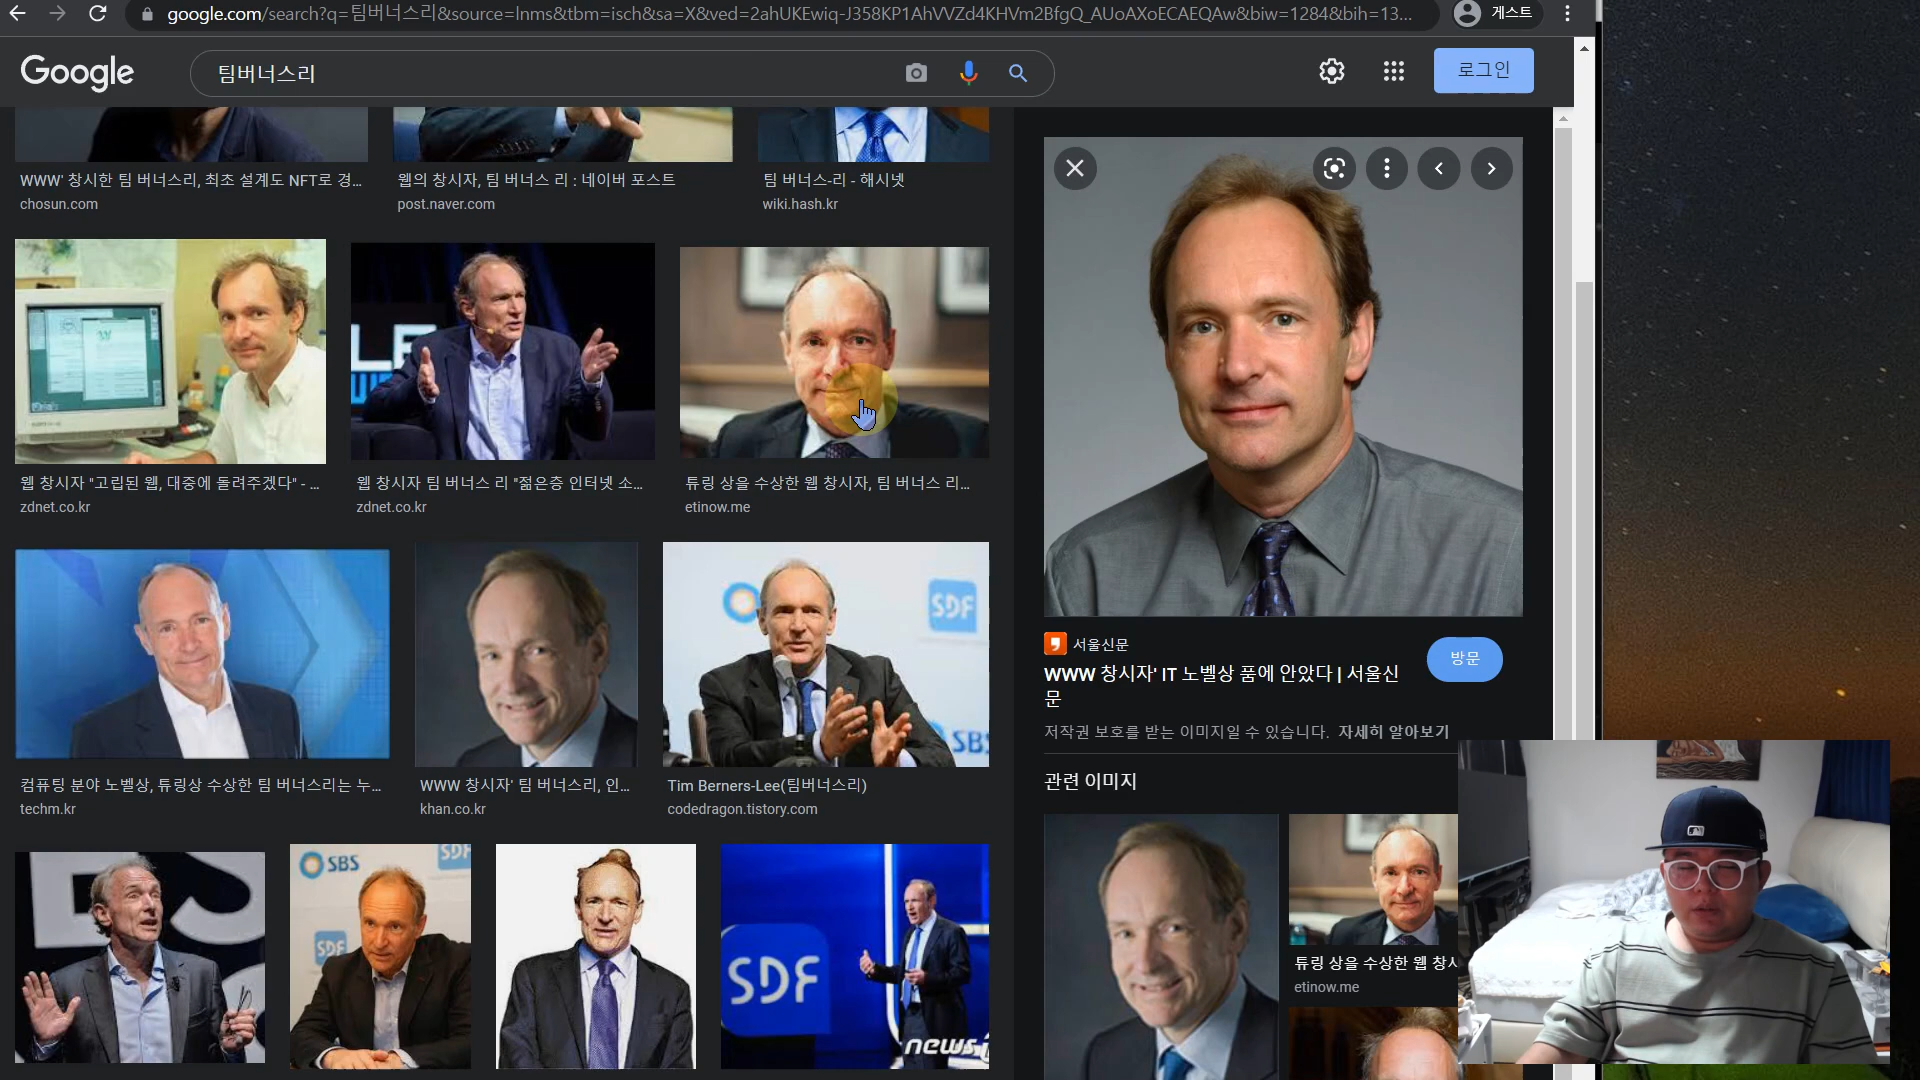 google.com/search?q=팀버너스리&source=lnms&tbm=isch&sa=X&ved=2ahUKEwiq-J358KP1AhVVZd4KHVm2BfgQ_AUoAXoECAEQAw&biw=1284&bih=13...
게스트
Google
팀버너스리
로그인
WWW' 창시한 팀 버너스리, 최초 설계도 NFT로 경...
chosun.com
웹의 창시자, 팀 버너스 리 : 네이버 포스트
post.naver.com
팀 버너스-리 - 해시넷
wiki.hash.kr
웹 창시자 "고립된 웹, 대중에 돌려주겠다" - ...
zdnet.co.kr
웹 창시자 팀 버너스 리 "젊은층 인터넷 소...
zdnet.co.kr
튜링 상을 수상한 웹 창시자, 팀 버너스 리...
etinow.me
SDF
SBS
컴퓨팅 분야 노벨상, 튜링상 수상한 팀 버너스리는 누...
techm.kr
WWW 창시자' 팀 버너스리, 인...
khan.co.kr
Tim Berners-Lee(팀버너스리)
codedragon.tistory.com
SBS
SDF
SDF
SDF
news
서울신문
WWW 창시자' IT 노벨상 품에 안았다 | 서울신
문
방문
저작권 보호를 받는 이미지일 수 있습니다. 자세히 알아보기
관련 이미지
튜링 상을 수상한 웹 창시
etinow.me